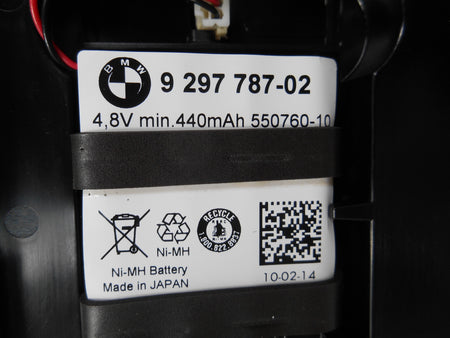 BMW
9 297 787-02
4,8V min.440mAh 550760-10
RECYCLE
1.800.822.8837
Ni-MH
Ni-MH Battery
Made in JAPAN
10-02-14